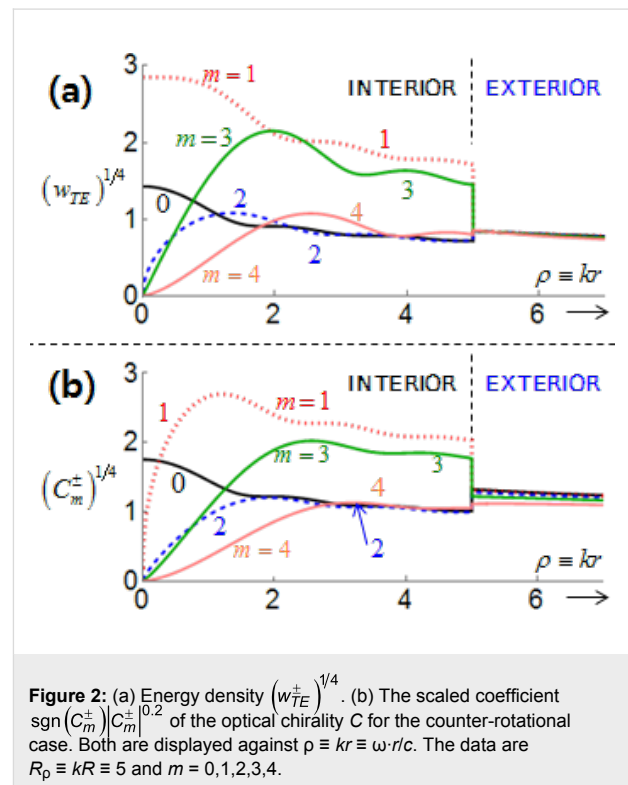 (a)
3
2
1
0
(w_{TE})^{1/4}
m = 1
m = 3
0
2
m = 4
2
4
1
3
INTERIOR
EXTERIOR
ρ ≡ kr
0 2 4 6
(b)
3
2
1
0
(C_m^±)^{1/4}
1
m = 1
0
m = 3
2
m = 4
4
2
3
INTERIOR
EXTERIOR
ρ ≡ kr
0 2 4 6
Figure 2: (a) Energy density (w_{TE}^±)^{1/4}. (b) The scaled coefficient
sgn(C_m^±)|C_m^±|^{0.2} of the optical chirality C for the counter-rotational
case. Both are displayed against ρ ≡ kr ≡ ω·r/c. The data are
R_ρ ≡ kR ≡ 5 and m = 0,1,2,3,4.